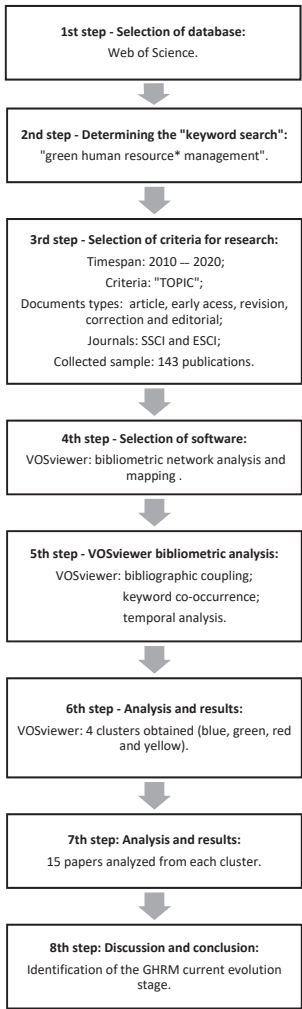 1st step - Selection of database:
Web of Science.
2nd step - Determining the "keyword search":
"green human resource* management".
3rd step - Selection of criteria for research:
Timespan: 2010 -- 2020;
Criteria: "TOPIC";
Documents types: article, early acess, revision,
correction and editorial;
Journals: SSCI and ESCI;
Collected sample: 143 publications.
4th step - Selection of software:
VOSviewer: bibliometric network analysis and
mapping .
5th step - VOSviewer bibliometric analysis:
VOSviewer: bibliographic coupling;
keyword co-occurrence;
temporal analysis.
6th step - Analysis and results:
VOSviewer: 4 clusters obtained (blue, green, red
and yellow).
7th step: Analysis and results:
15 papers analyzed from each cluster.
8th step: Discussion and conclusion:
Identification of the GHRM current evolution
stage.